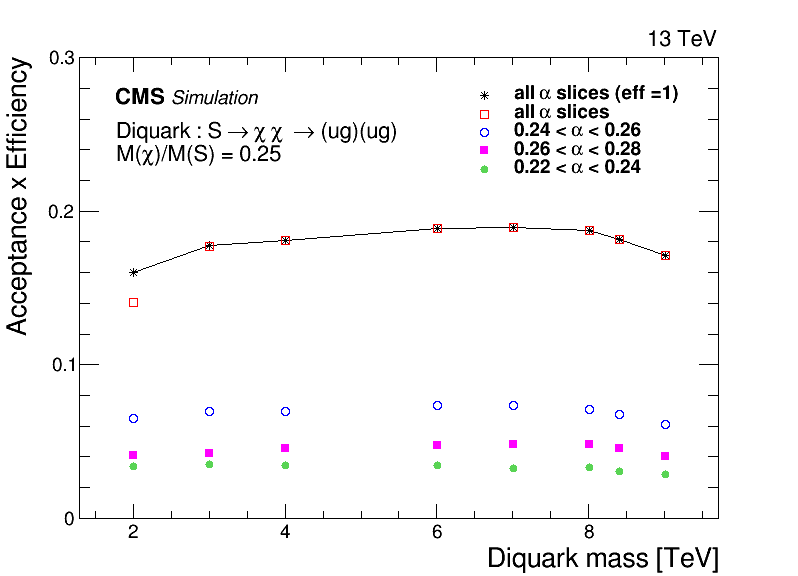 13 TeV
0.3
CMS Simulation
Diquark : S → χ χ → (ug)(ug)
M(χ)/M(S) = 0.25
all α slices (eff =1)
all α slices
0.24 < α < 0.26
0.26 < α < 0.28
0.22 < α < 0.24
Acceptance x Efficiency
0.2
0.1
0
2 4 6 8
Diquark mass [TeV]